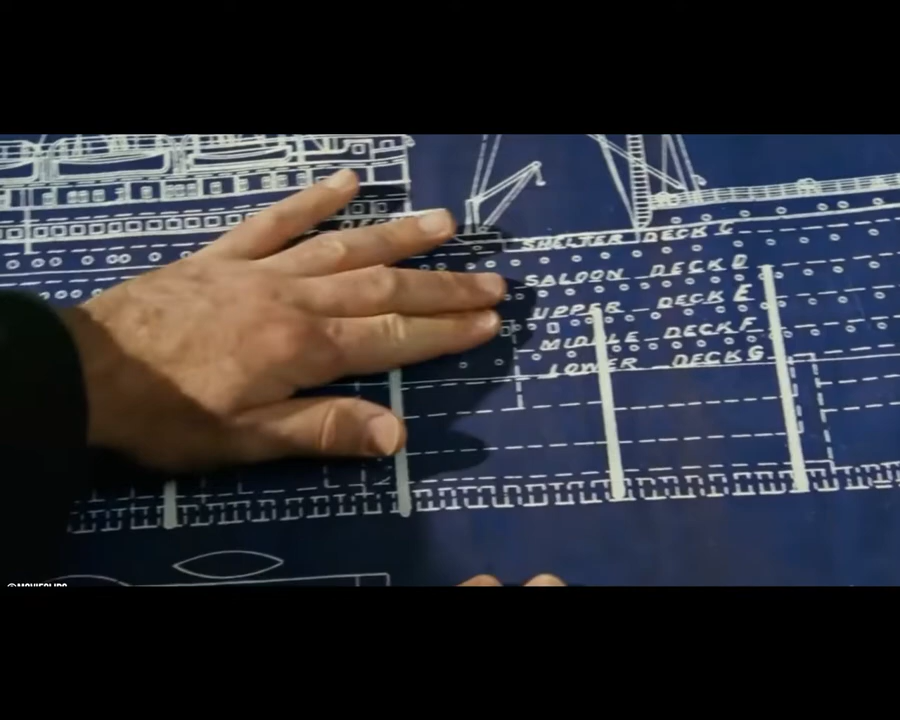 SHELTER DECK C
SALOON DECK D
UPPER DECK E
MIDDLE DECK F
LOWER DECK G